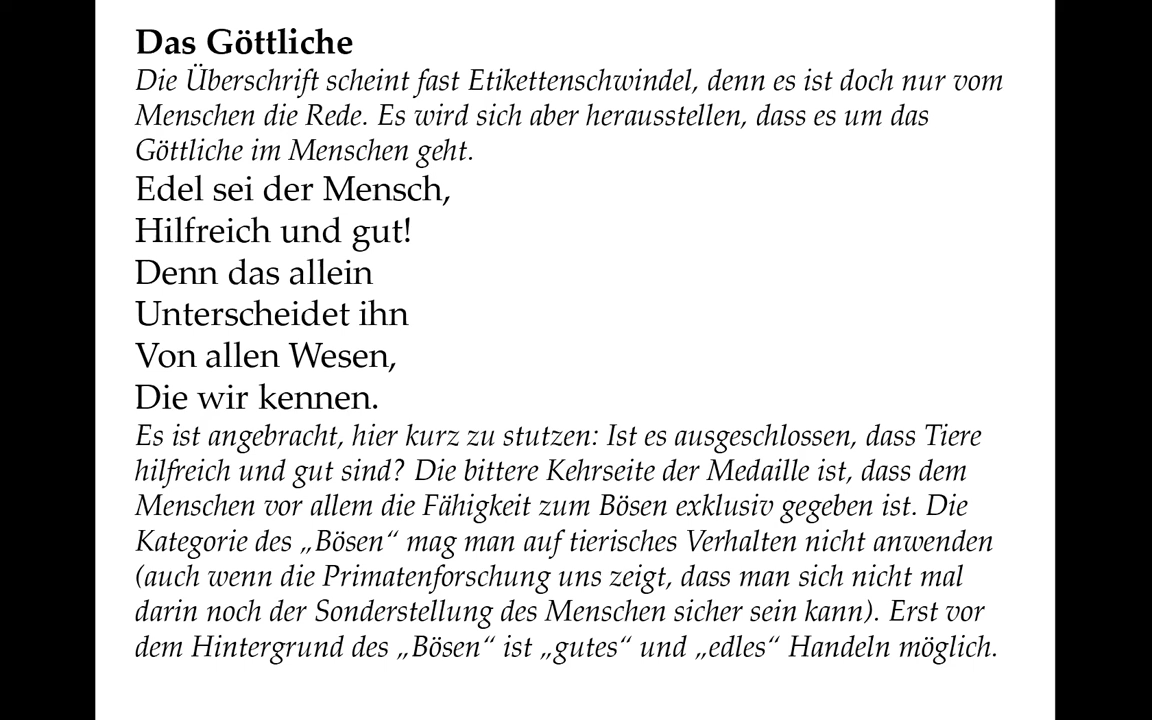 Das Göttliche
Die Überschrift scheint fast Etikettenschwindel, denn es ist doch nur vom
Menschen die Rede. Es wird sich aber herausstellen, dass es um das
Göttliche im Menschen geht.
Edel sei der Mensch,
Hilfreich und gut!
Denn das allein
Unterscheidet ihn
Von allen Wesen,
Die wir kennen.
Es ist angebracht, hier kurz zu stutzen: Ist es ausgeschlossen, dass Tiere
hilfreich und gut sind? Die bittere Kehrseite der Medaille ist, dass dem
Menschen vor allem die Fähigkeit zum Bösen exklusiv gegeben ist. Die
Kategorie des „Bösen“ mag man auf tierisches Verhalten nicht anwenden
(auch wenn die Primatenforschung uns zeigt, dass man sich nicht mal
darin noch der Sonderstellung des Menschen sicher sein kann). Erst vor
dem Hintergrund des „Bösen“ ist „gutes“ und „edles“ Handeln möglich.